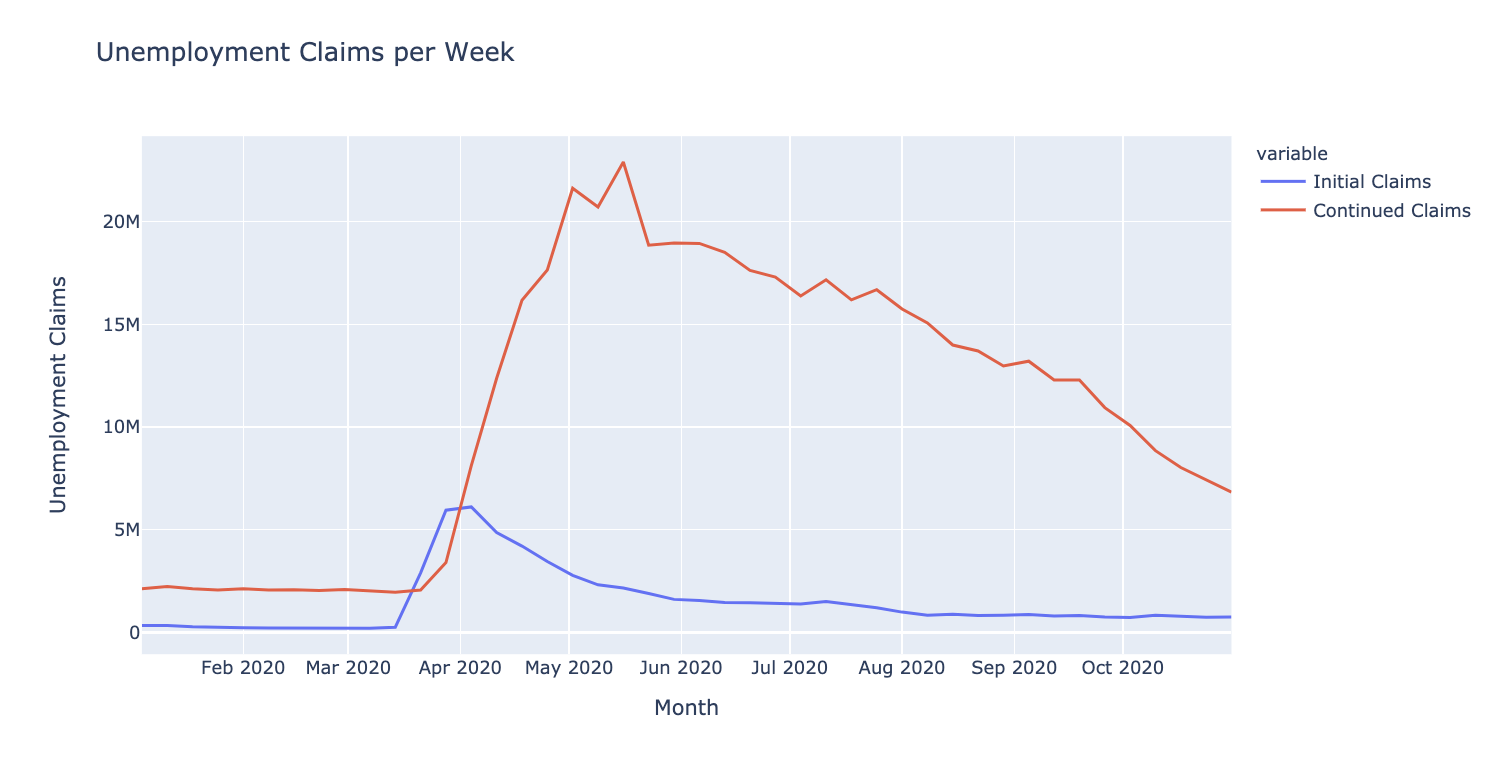 Unemployment Claims per Week
variable
Initial Claims
Continued Claims
Unemployment Claims
20M
15M
10M
5M
0
Feb 2020 Mar 2020 Apr 2020 May 2020 Jun 2020 Jul 2020 Aug 2020 Sep 2020 Oct 2020
Month